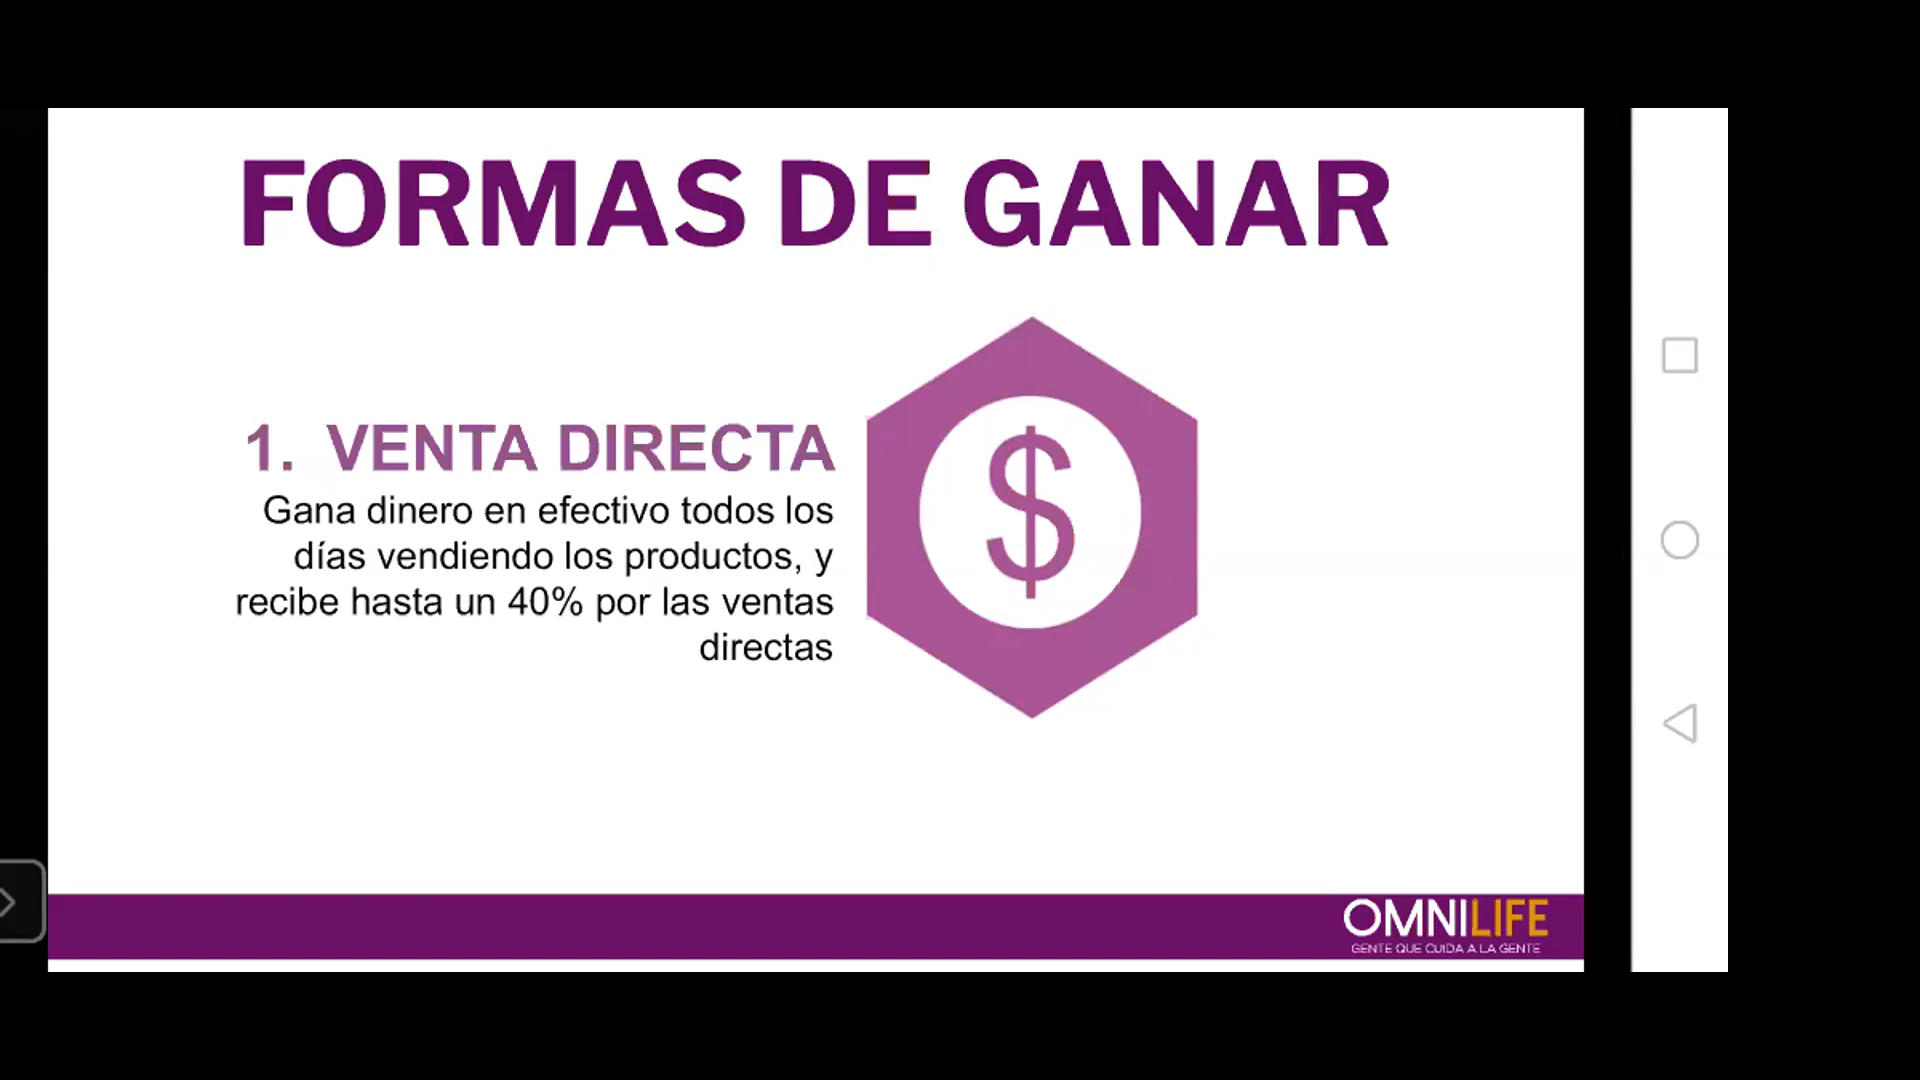 FORMAS DE GANAR
1. VENTA DIRECTA
Gana dinero en efectivo todos los
días vendiendo los productos, y
recibe hasta un 40% por las ventas
directas
$
OMNILIFE
GENTE QUE CUIDA A LA GENTE